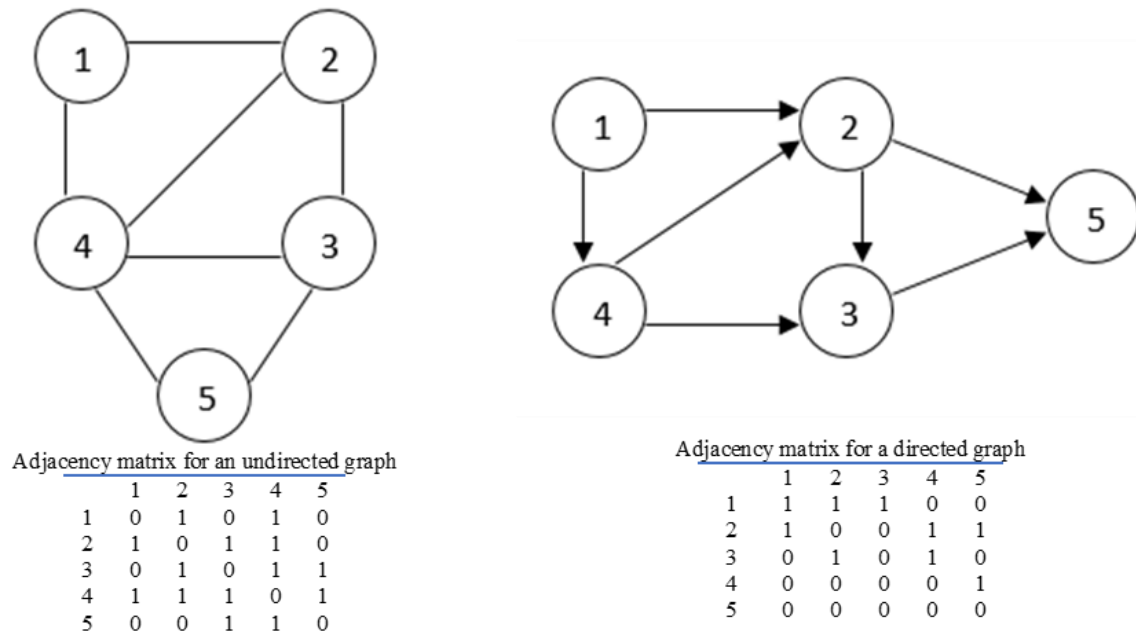 1 2
4 3
5
1 2
5
4 3
Adjacency matrix for an undirected graph
1 2 3 4 5
1 0 1 0 1 0
2 1 0 1 1 0
3 0 1 0 1 1
4 1 1 1 0 1
5 0 0 1 1 0
Adjacency matrix for a directed graph
1 2 3 4 5
1 1 1 1 0 0
2 1 0 0 1 1
3 0 1 0 1 0
4 0 0 0 0 1
5 0 0 0 0 0